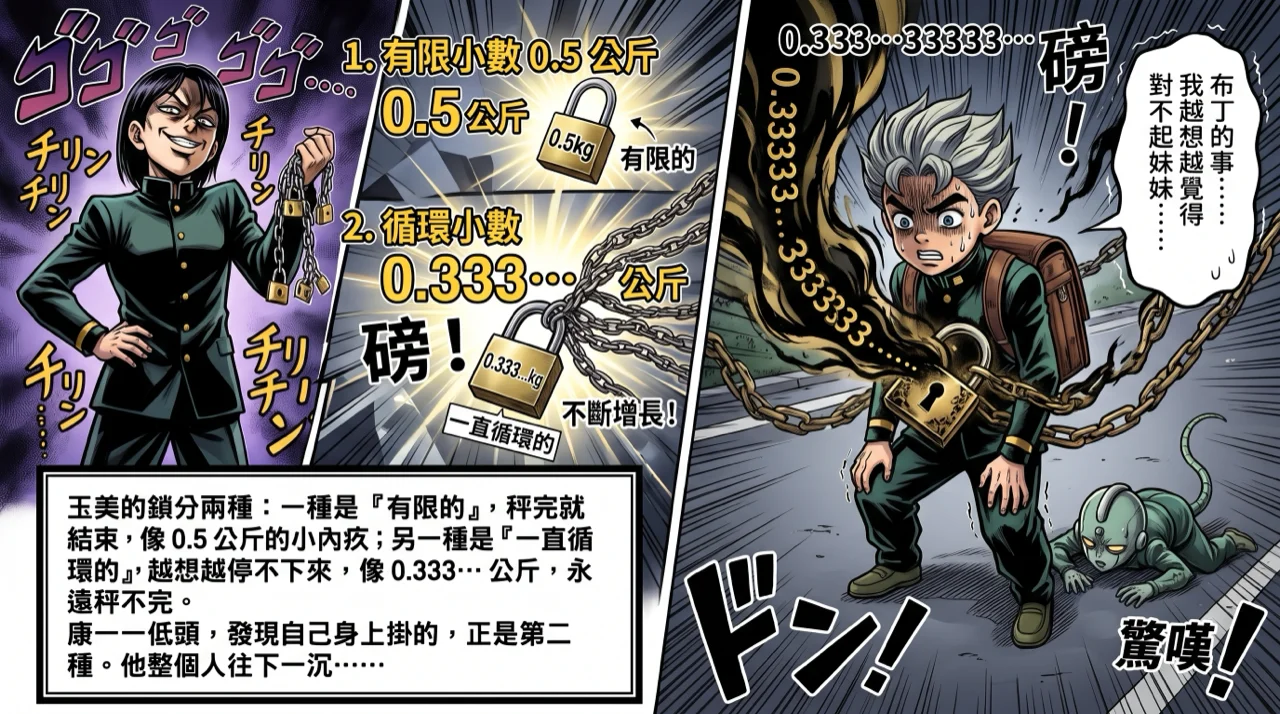 ゴゴゴゴゴ‥‥
チリン
チリン
チリン
チリン
‥‥
チリーン
チン
1. 有限小數 0.5 公斤
0.5 公斤
0.5kg
有限的
2. 循環小數
0.333… 公斤
磅！
0.333...kg
一直循環的
不斷增長！
玉美的鎖分兩種：一種是『有限的』，秤完就
結束，像 0.5 公斤的小內疚；另一種是『一直循
環的』，越想越停不下來，像 0.333… 公斤，永
遠秤不完。
康一一低頭，發現自己身上掛的，正是第二
種。他整個人往下一沉……
0.333…33333…
磅！
0.33333…3333333……
布丁的事……
我越想越覺得
對不起妹妹……
ドン！
驚嘆！